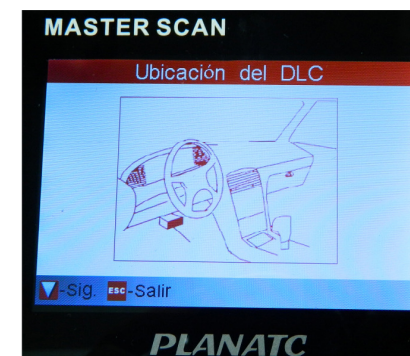 MASTER SCAN
Ubicación del DLC
-Sig. ESC-Salir
PLANATC